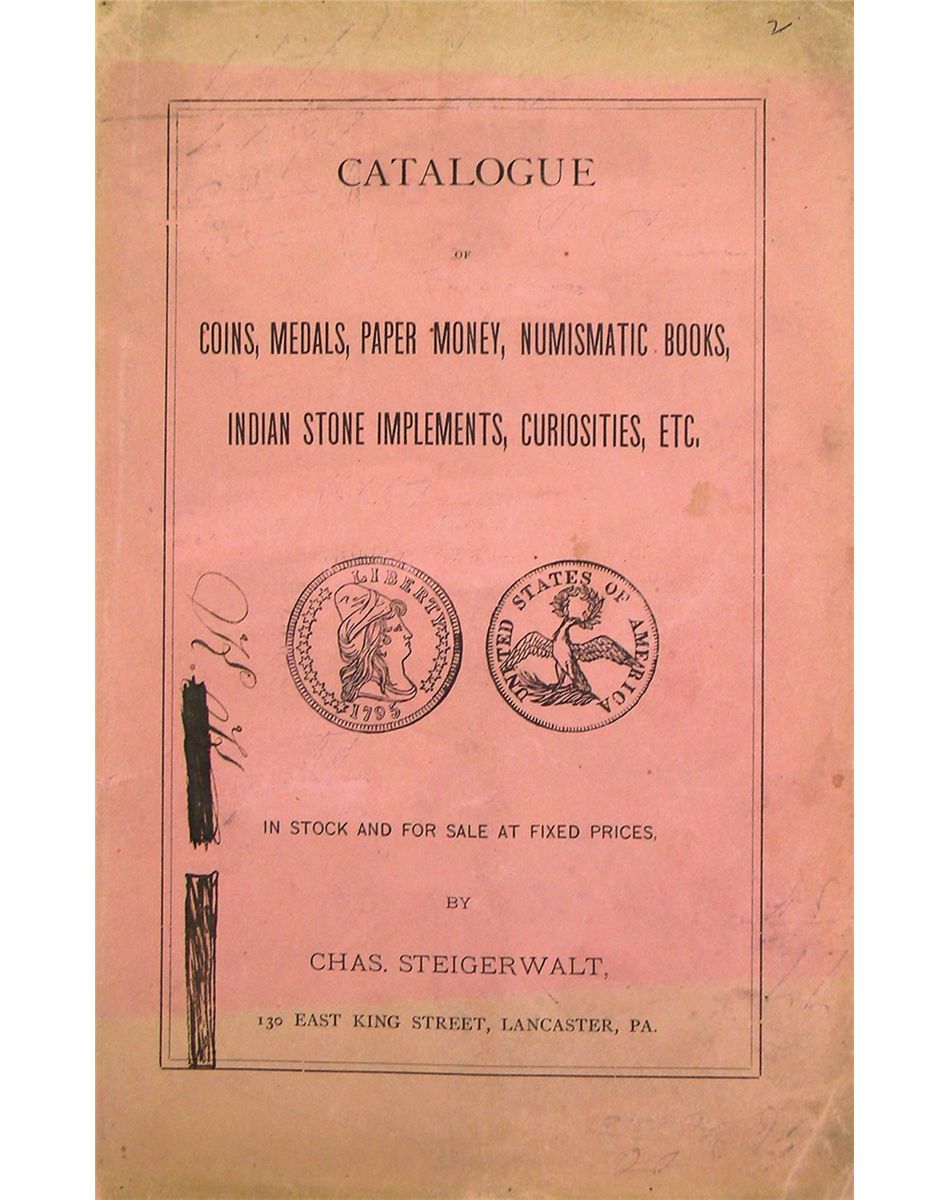 2
CATALOGUE
OF
COINS, MEDALS, PAPER MONEY, NUMISMATIC BOOKS,
INDIAN STONE IMPLEMENTS, CURIOSITIES, ETC.
LIBERTY
1795
UNITED STATES OF AMERICA
IN STOCK AND FOR SALE AT FIXED PRICES,
BY
CHAS. STEIGERWALT,
130 EAST KING STREET, LANCASTER, PA.